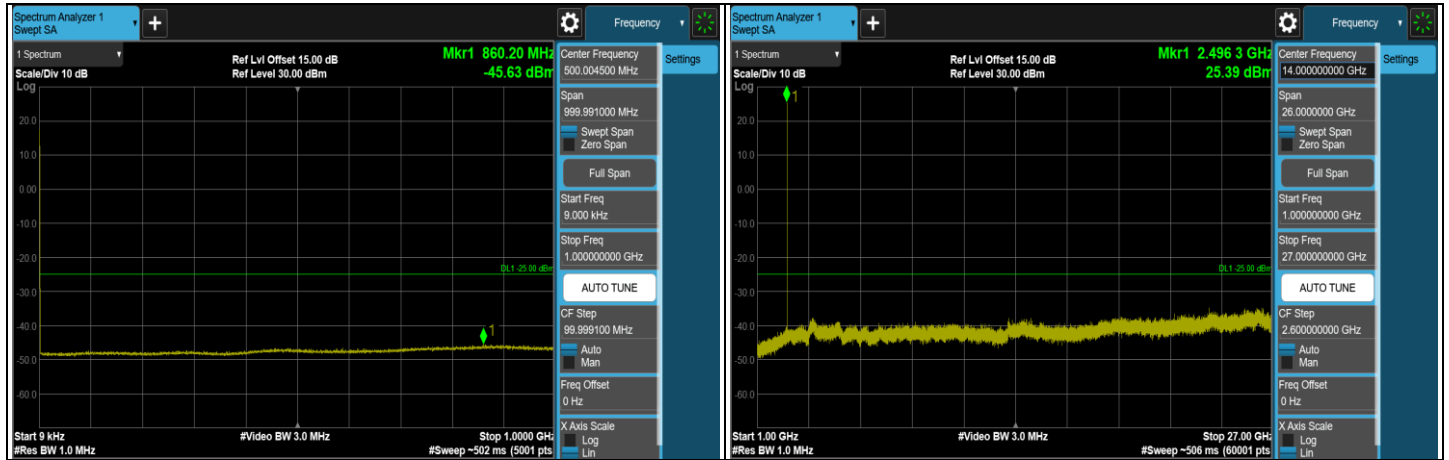 Spectrum Analyzer 1
Swept SA
+
Frequency
1 Spectrum
Scale/Div 10 dB
Log
Ref Lvl Offset 15.00 dB
Ref Level 30.00 dBm
Mkr1 860.20 MHz
-45.63 dBm
20.0
10.0
0.00
-10.0
-20.0
-30.0
-40.0
-50.0
-60.0
DL1 -25.00 dBm
1
Start 9 kHz
#Res BW 1.0 MHz
#Video BW 3.0 MHz
Stop 1.0000 GHz
#Sweep ~502 ms (5001 pts
Center Frequency
500.004500 MHz
Settings
Span
999.991000 MHz
Swept Span
Zero Span
Full Span
Start Freq
9.000 kHz
Stop Freq
1.000000000 GHz
AUTO TUNE
CF Step
99.999100 MHz
Auto
Man
Freq Offset
0 Hz
X Axis Scale
Log
Lin
Spectrum Analyzer 1
Swept SA
+
Frequency
1 Spectrum
Scale/Div 10 dB
Log
Ref Lvl Offset 15.00 dB
Ref Level 30.00 dBm
Mkr1 2.496 3 GHz
25.39 dBm
1
20.0
10.0
0.00
-10.0
-20.0
-30.0
-40.0
-50.0
-60.0
DL1 -25.00 dBm
Start 1.00 GHz
#Res BW 1.0 MHz
#Video BW 3.0 MHz
Stop 27.00 GHz
#Sweep ~506 ms (60001 pts
Center Frequency
14.000000000 GHz
Settings
Span
26.0000000 GHz
Swept Span
Zero Span
Full Span
Start Freq
1.000000000 GHz
Stop Freq
27.000000000 GHz
AUTO TUNE
CF Step
2.600000000 GHz
Auto
Man
Freq Offset
0 Hz
X Axis Scale
Log
Lin